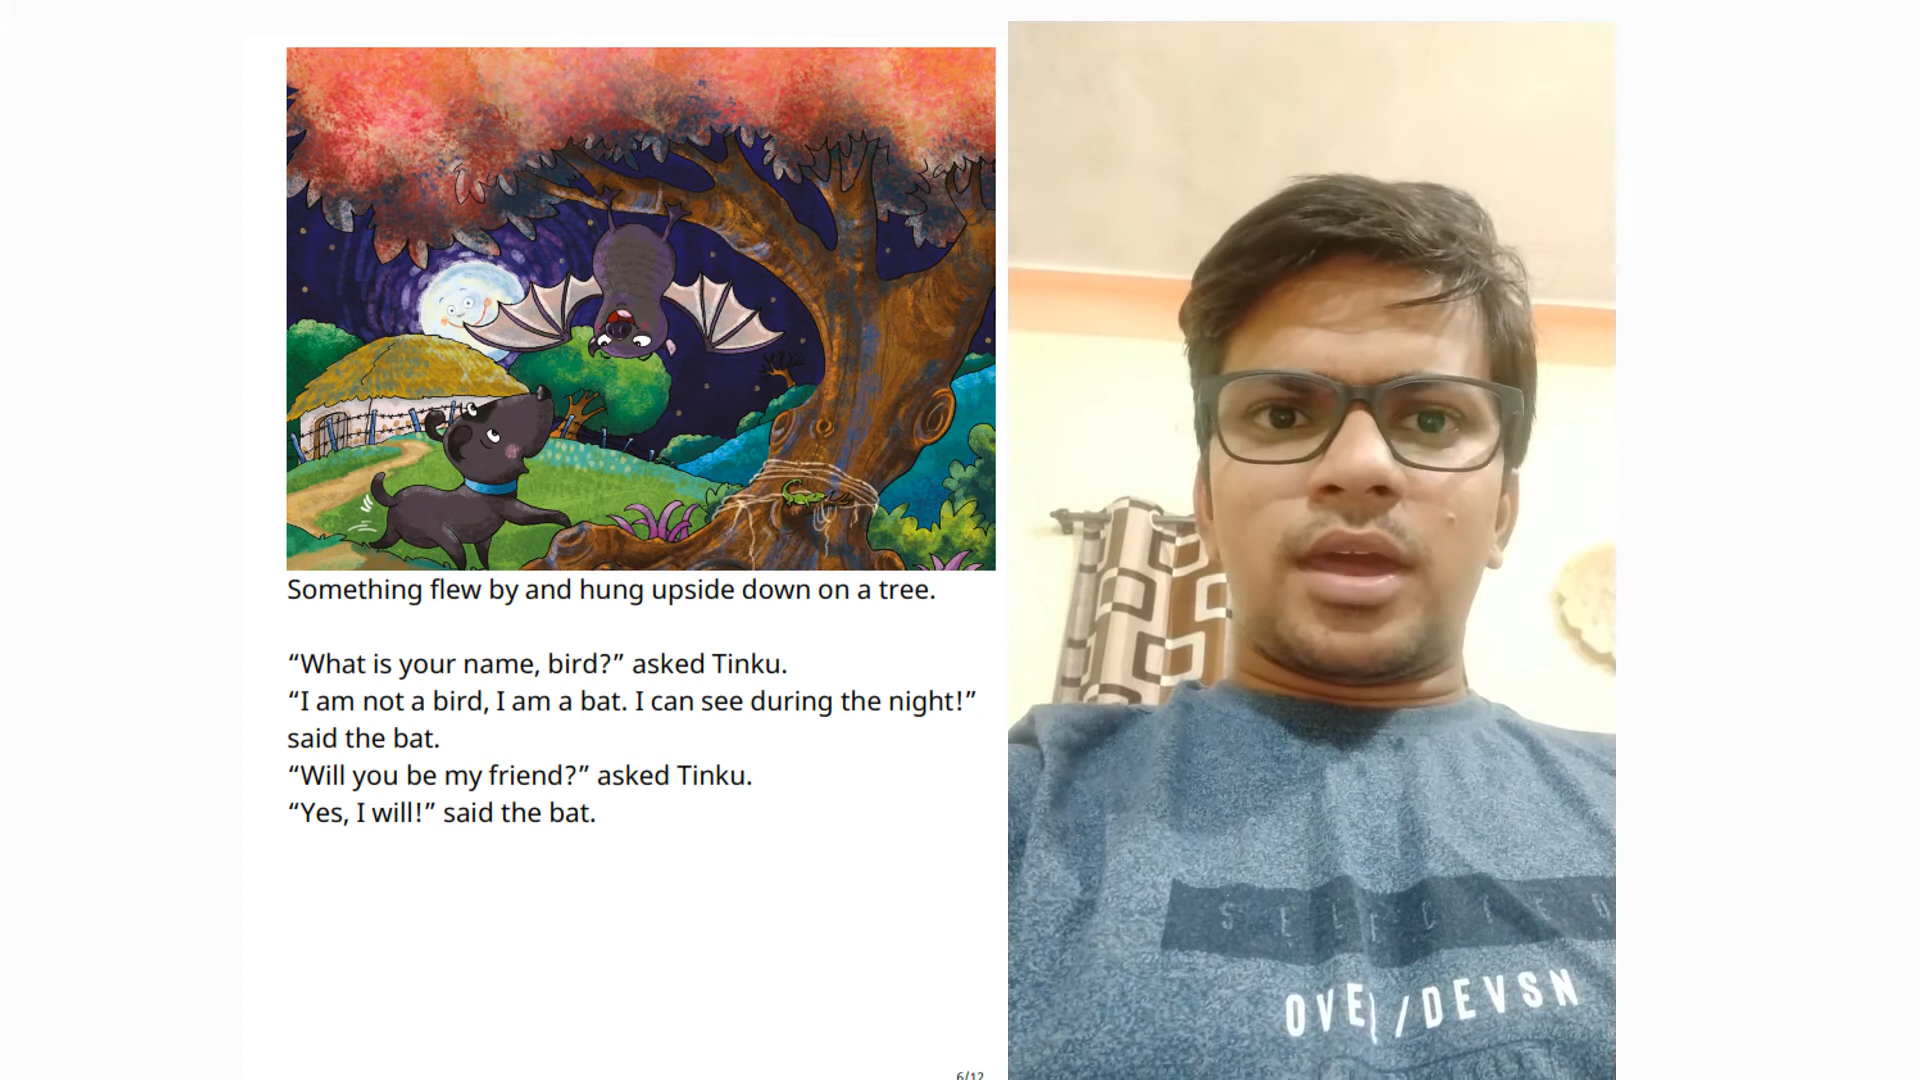 Something flew by and hung upside down on a tree.
“What is your name, bird?” asked Tinku.
“I am not a bird, I am a bat. I can see during the night!”
said the bat.
“Will you be my friend?” asked Tinku.
“Yes, I will!” said the bat.
6/12
SELECTED
/DEVSN